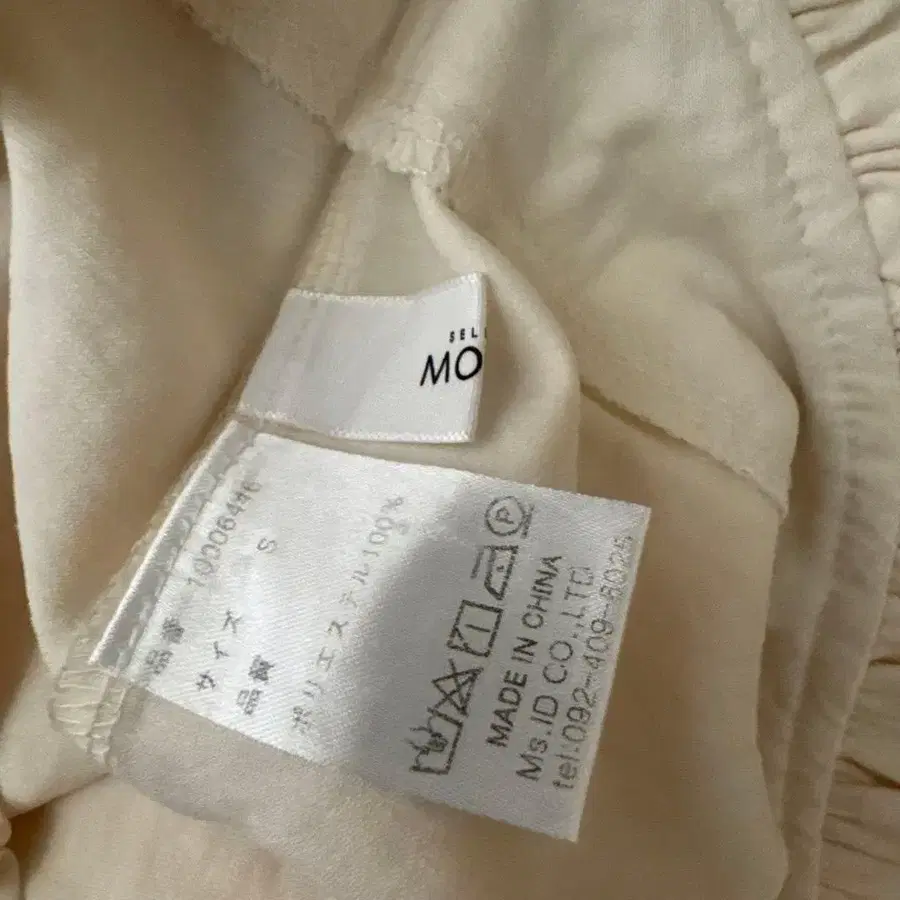 SEL
MO
品番 10006446
サイズ S
品質
ポリエステル100%
MADE IN CHINA
Ms.ID CO.,LTD
tel:092-409-5025